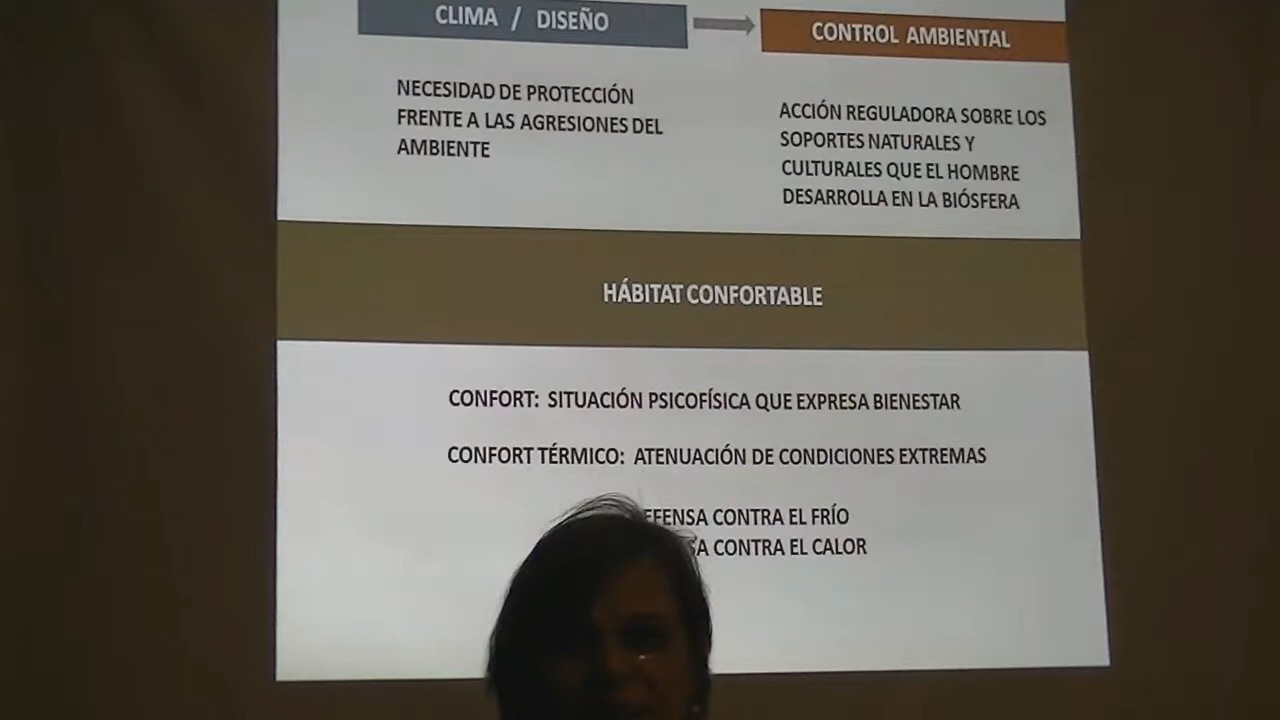 CLIMA / DISEÑO
CONTROL AMBIENTAL
NECESIDAD DE PROTECCIÓN
FRENTE A LAS AGRESIONES DEL
AMBIENTE
ACCIÓN REGULADORA SOBRE LOS
SOPORTES NATURALES Y
CULTURALES QUE EL HOMBRE
DESARROLLA EN LA BIÓSFERA
HÁBITAT CONFORTABLE
CONFORT: SITUACIÓN PSICOFÍSICA QUE EXPRESA BIENESTAR
CONFORT TÉRMICO: ATENUACIÓN DE CONDICIONES EXTREMAS
CONTRA EL FRÍO
CONTRA EL CALOR